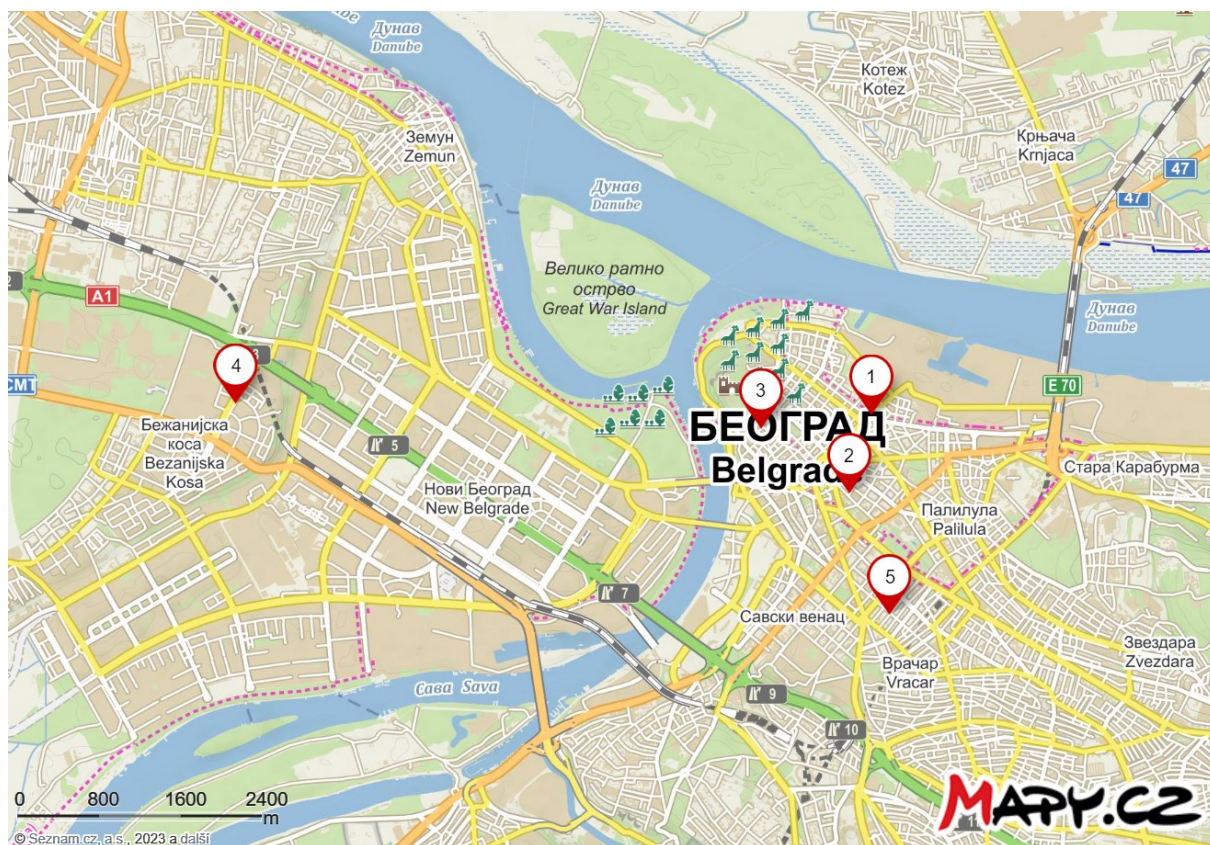 Дунав
Danube
Котеж
Kotez
Земун
Zemun
Крњача
Krnjaca
47
Дунав
Danube
47
Велико ратно
острво
Great War Island
A1
Дунав
Danube
4
1
E 70
3
Бежанијска
коса
Bezanijska
Kosa
5
БЕОГРАД
Belgrade
2
Стара Карабурма
Нови Београд
New Belgrade
Палилула
Palilula
5
7
Савски венац
Звездара
Zvezdara
Врачар
Vracar
Сава Sava
9
10
0 800 1600 2400
m
MAPY.CZ
11
© Seznam.cz, a.s., 2023 a další